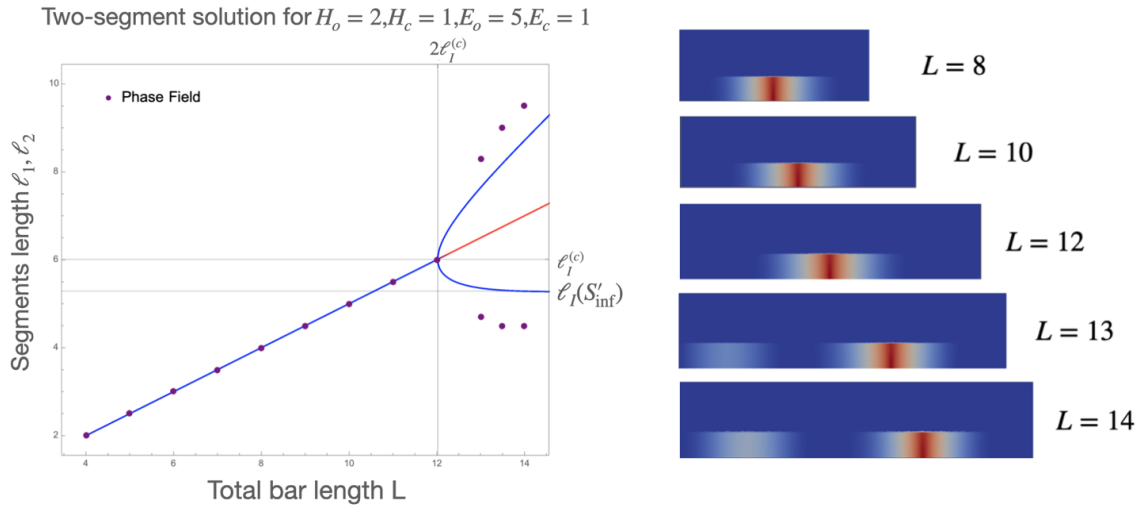 Two-segment solution for H_o = 2,H_c = 1,E_o = 5,E_c = 1
2ℓ_I^(c)
10
8
6
4
2
Phase Field
Segments length ℓ_1, ℓ_2
ℓ_I^(c)
ℓ_I(S′_inf)
4
6
8
10
12
14
Total bar length L
L = 8
L = 10
L = 12
L = 13
L = 14